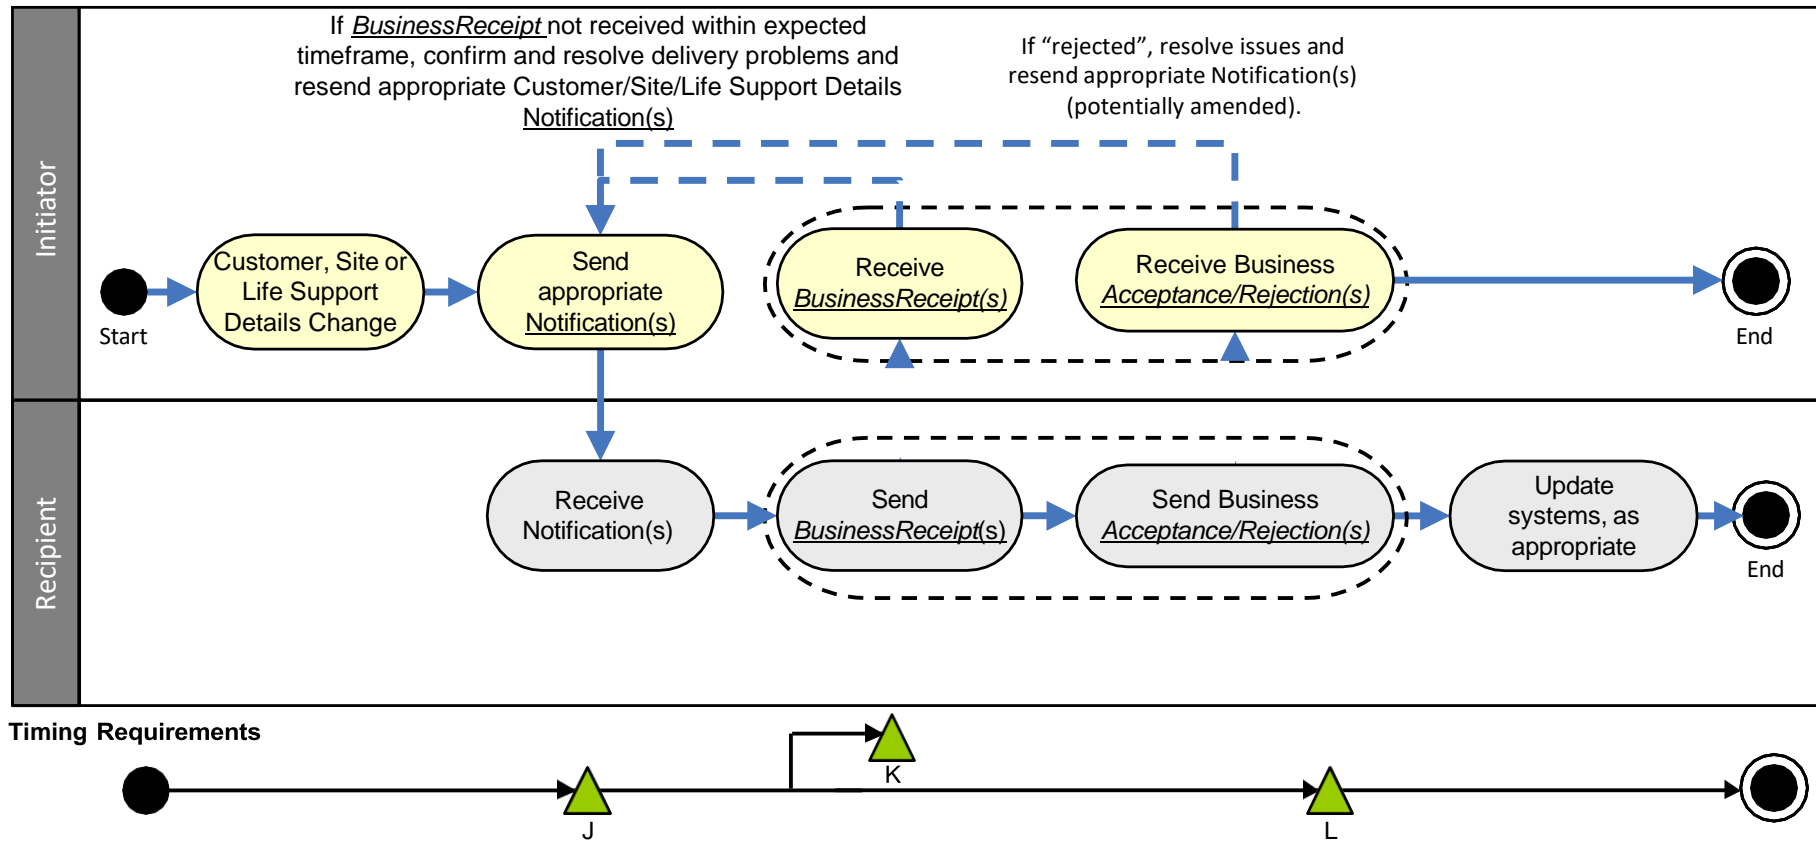 If BusinessReceipt not received within expected
timeframe, confirm and resolve delivery problems and
resend appropriate Customer/Site/Life Support Details
Notification(s)
If “rejected”, resolve issues and
resend appropriate Notification(s)
(potentially amended).
Initiator
Start
Customer, Site or
Life Support
Details Change
Send
appropriate
Notification(s)
Receive
BusinessReceipt(s)
Receive Business
Acceptance/Rejection(s)
End
Recipient
Receive
Notification(s)
Send
BusinessReceipt(s)
Send Business
Acceptance/Rejection(s)
Update
systems, as
appropriate
End
Timing Requirements
J
K
L